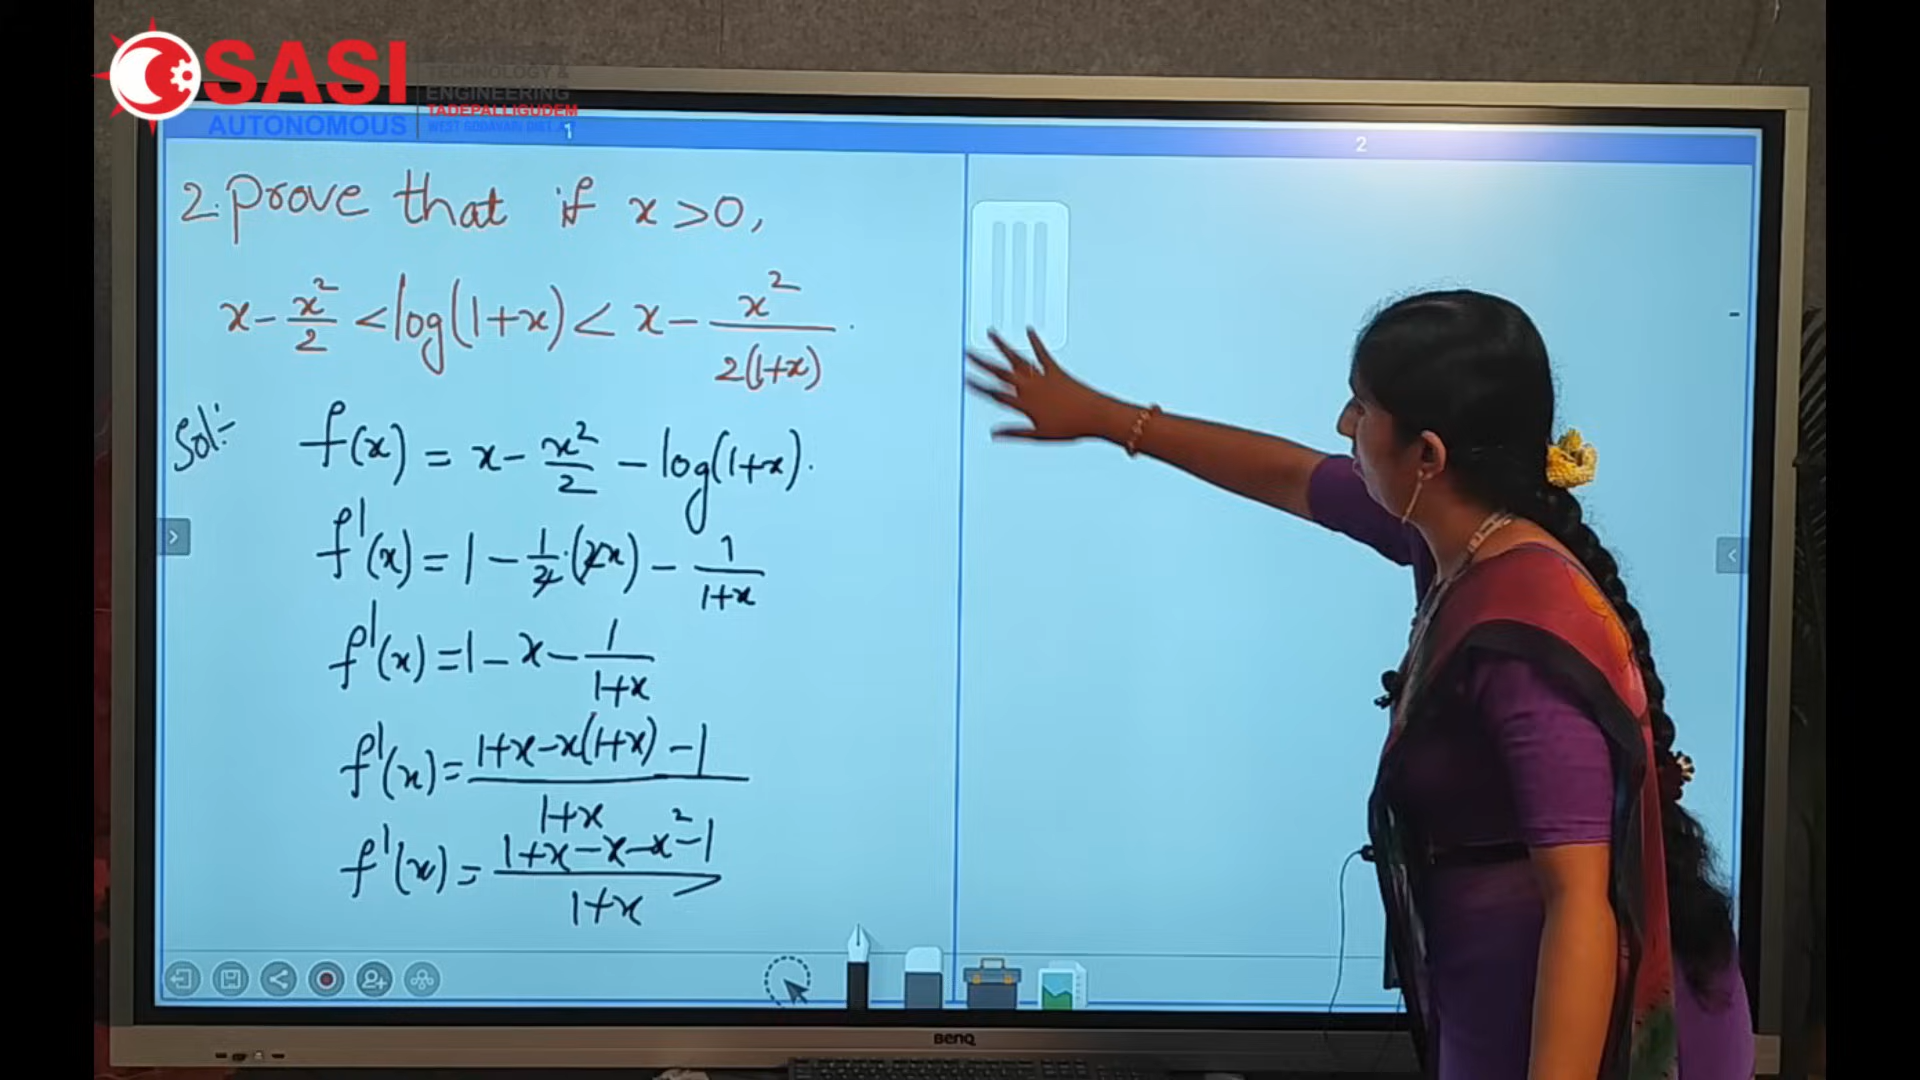 SASI
TECHNOLOGY &
ENGINEERING
TADEPALLIGUDEM
AUTONOMOUS
1
2
2. Prove that if x > 0,
x - x²/2 < log(1+x) < x - x²/2(1+x).
Sol:-
f(x) = x - x²/2 - log(1+x).
f'(x) = 1 - 1/2·(2x) - 1/1+x
f'(x) = 1 - x - 1/1+x
f'(x) = 1+x-x(1+x)-1/1+x
f'(x) = 1+x-x-x²-1/1+x
BenQ